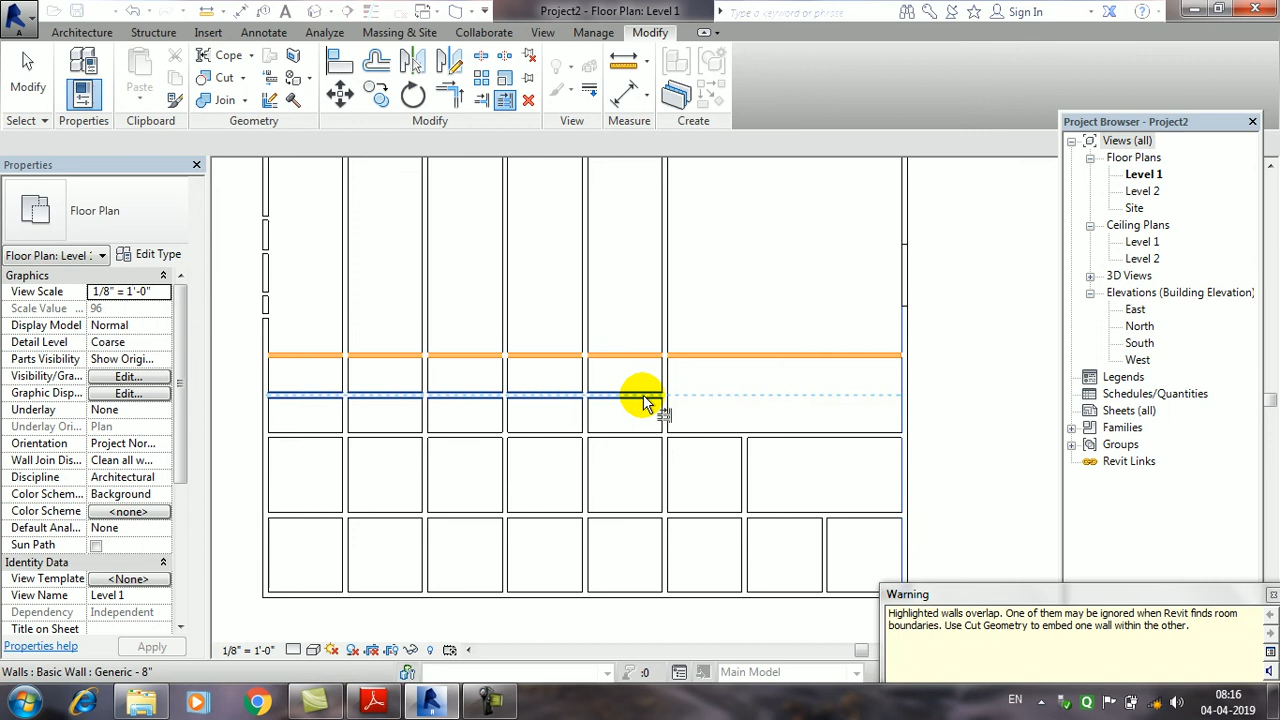 Project2 - Floor Plan: Level 1
Type a keyword or phrase
Sign In
Architecture Structure Insert Annotate Analyze Massing & Site Collaborate View Manage Modify
Modify
Paste
Cope
Cut
Join
Select Properties Clipboard Geometry Modify View Measure Create
Properties
Floor Plan
Floor Plan: Level :
Edit Type
Graphics
View Scale 1/8" = 1'-0"
Scale Value ... 96
Display Model Normal
Detail Level Coarse
Parts Visibility Show Origi...
Visibility/Gra... Edit...
Graphic Disp... Edit...
Underlay None
Underlay Ori... Plan
Orientation Project Nor...
Wall Join Dis... Clean all w...
Discipline Architectural
Color Schem... Background
Color Scheme <none>
Default Anal... None
Sun Path
Identity Data
View Template <None>
View Name Level 1
Dependency Independent
Title on Sheet
Properties help
Apply
Project Browser - Project2
Views (all)
Floor Plans
Level 1
Level 2
Site
Ceiling Plans
Level 1
Level 2
3D Views
Elevations (Building Elevation)
East
North
South
West
Legends
Schedules/Quantities
Sheets (all)
Families
Groups
Revit Links
Warning
Highlighted walls overlap. One of them may be ignored when Revit finds room
boundaries. Use Cut Geometry to embed one wall within the other.
1/8" = 1'-0"
Walls : Basic Wall : Generic - 8"
:0
Main Model
EN
08:16
04-04-2019